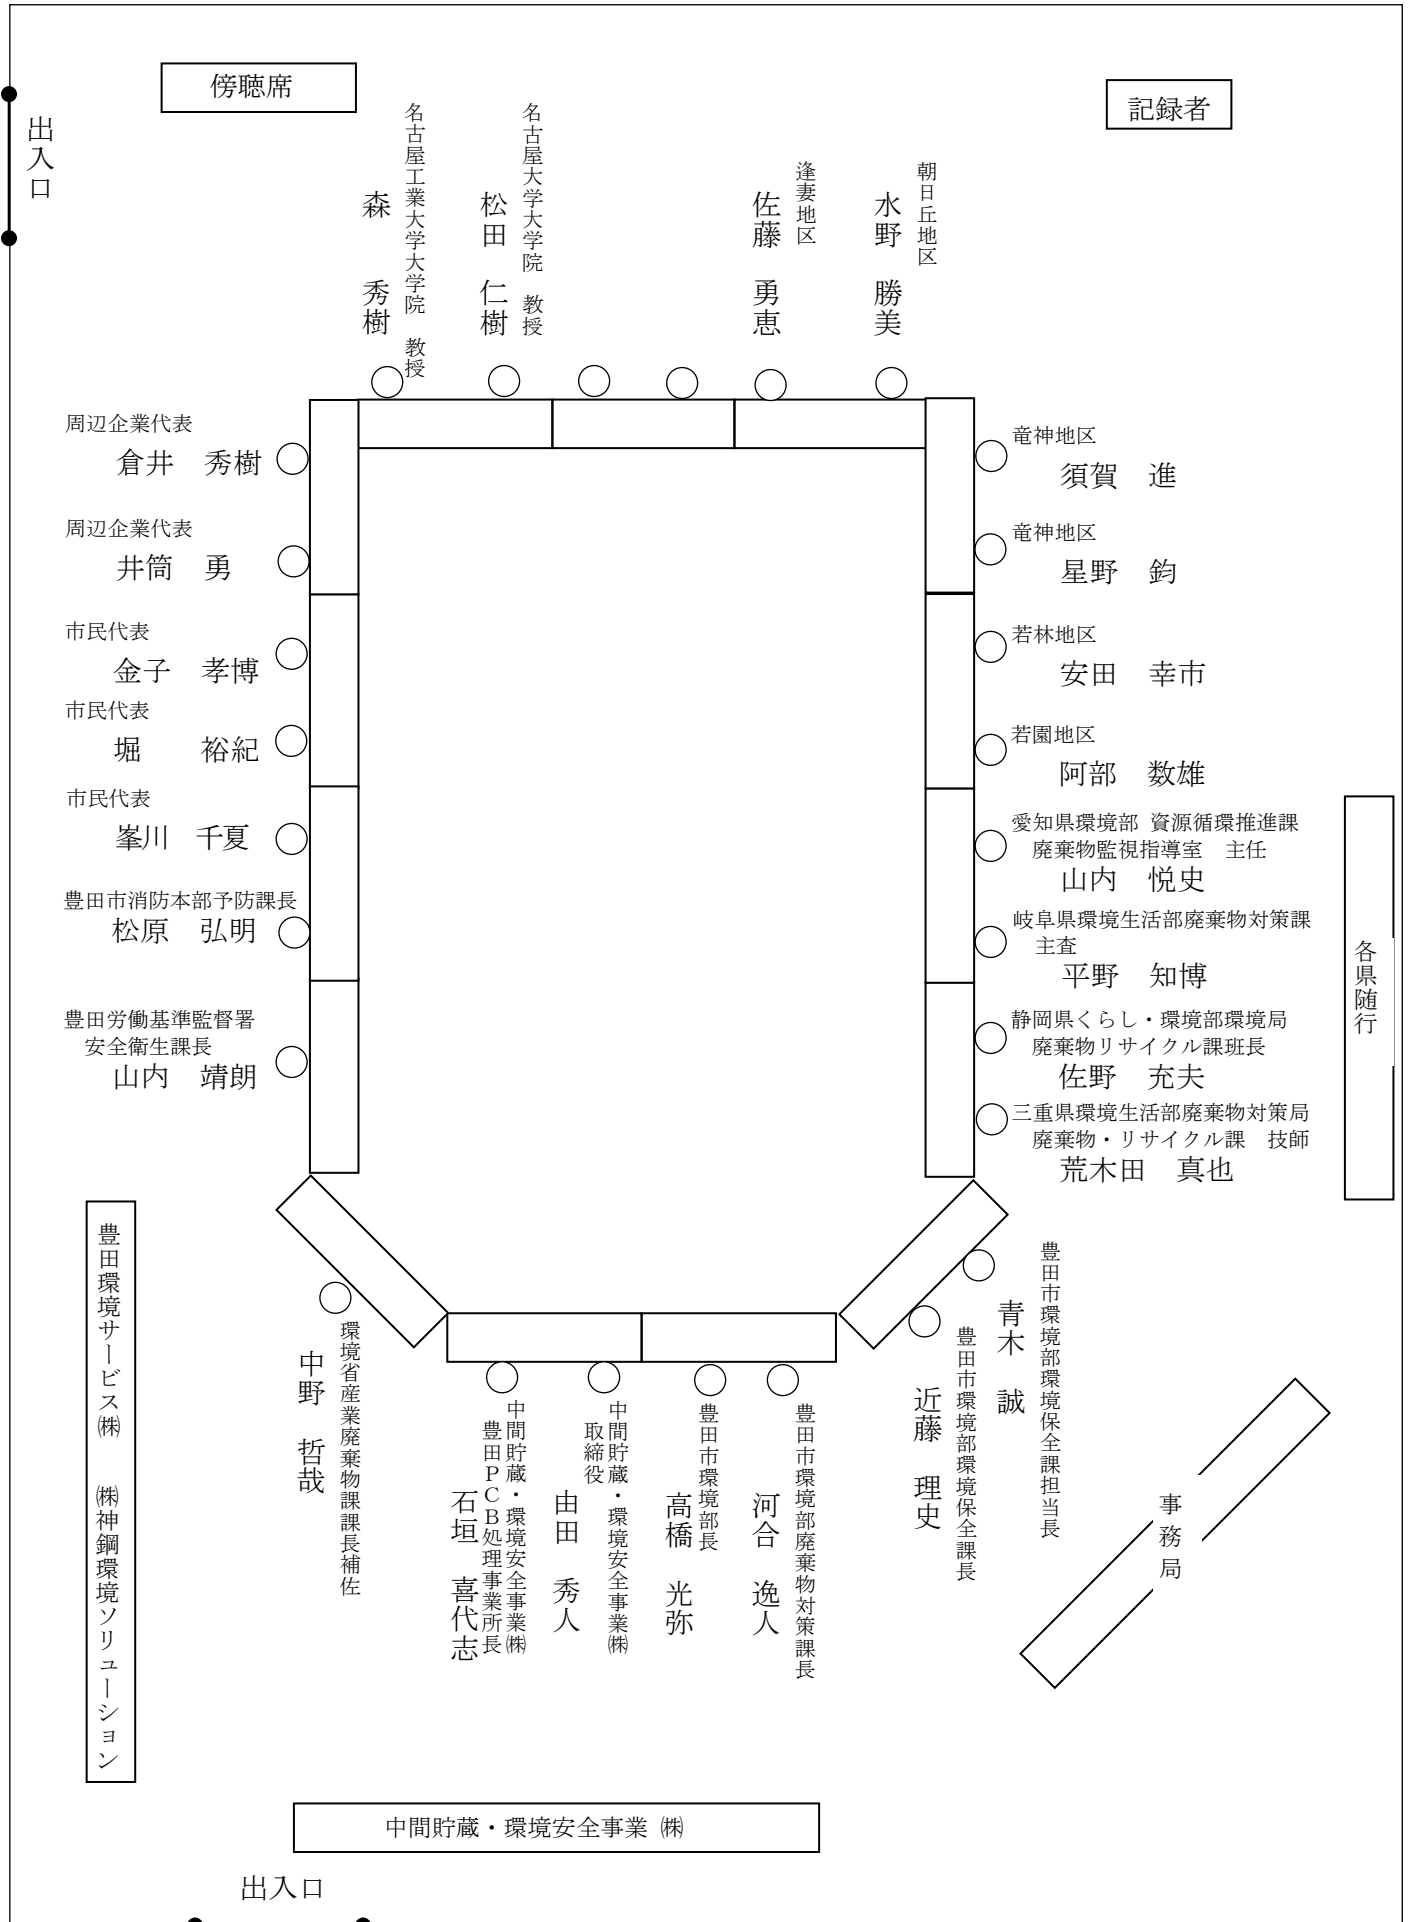 傍聴席
記録者
出入口
名古屋工業大学大学院　教授
森　　秀樹
名古屋大学大学院　教授
松田　仁樹
逢妻地区
佐藤　勇恵
朝日丘地区
水野　勝美
周辺企業代表
倉井　秀樹
周辺企業代表
井筒　勇
市民代表
金子　孝博
市民代表
堀　　裕紀
市民代表
峯川　千夏
豊田市消防本部予防課長
松原　弘明
豊田労働基準監督署
安全衛生課長
山内　靖朗
竜神地区
須賀　進
竜神地区
星野　鈞
若林地区
安田　幸市
若園地区
阿部　数雄
愛知県環境部 資源循環推進課
廃棄物監視指導室　主任
山内　悦史
岐阜県環境生活部廃棄物対策課
主査
平野　知博
静岡県くらし・環境部環境局
廃棄物リサイクル課班長
佐野　充夫
三重県環境生活部廃棄物対策局
廃棄物・リサイクル課　技師
荒木田　真也
各県随行
豊田環境サービス㈱　㈱神鋼環境ソリューション
環境省産業廃棄物課課長補佐
中野　哲哉
中間貯蔵・環境安全事業㈱
豊田ＰＣＢ処理事業所長
石垣　喜代志
中間貯蔵・環境安全事業㈱
取締役
由田　秀人
豊田市環境部長
高橋　光弥
豊田市環境部廃棄物対策課長
河合　逸人
豊田市環境部環境保全課長
近藤　理史
豊田市環境部環境保全課担当長
青木　誠
事務局
中間貯蔵・環境安全事業 ㈱
出入口